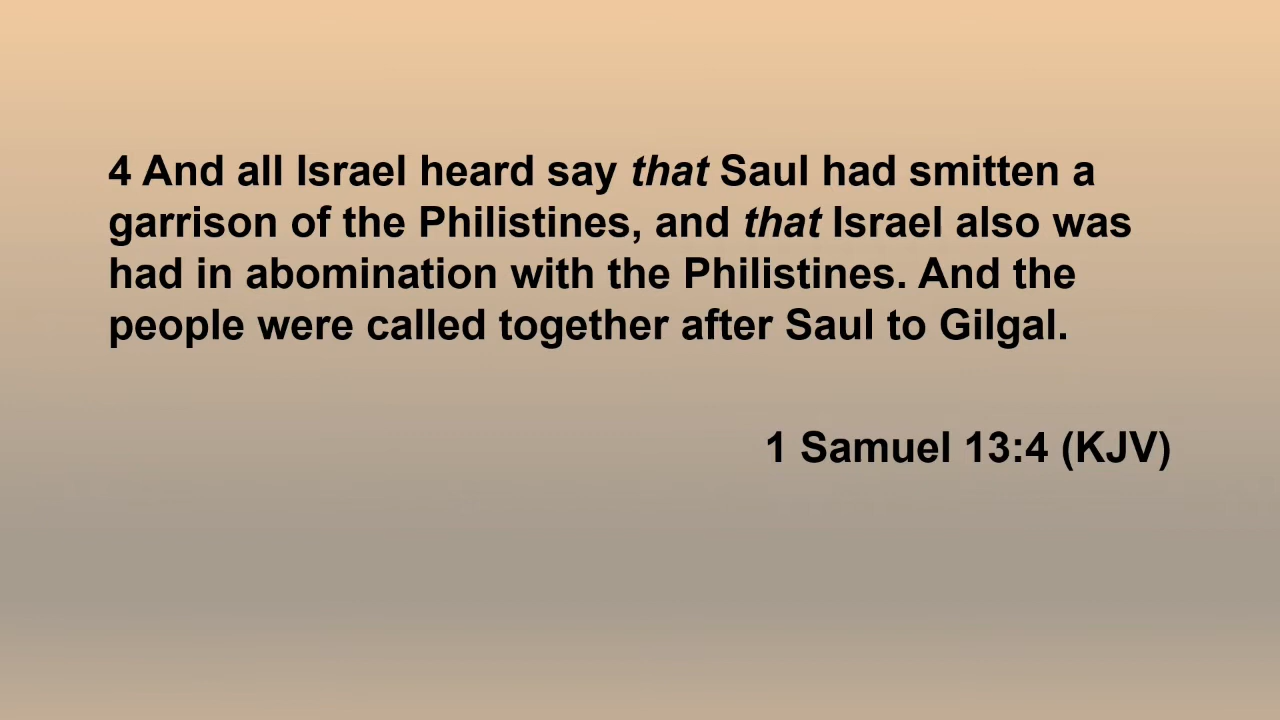 4 And all Israel heard say that Saul had smitten a
garrison of the Philistines, and that Israel also was
had in abomination with the Philistines. And the
people were called together after Saul to Gilgal.
1 Samuel 13:4 (KJV)